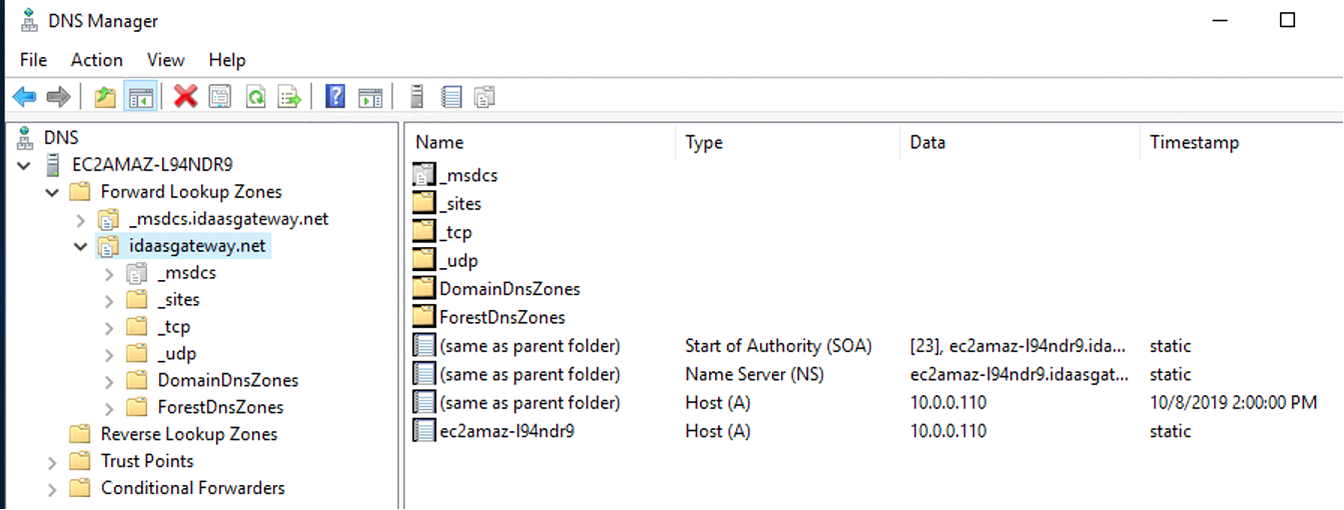 DNS Manager
File Action View Help
DNS
EC2AMAZ-L94NDR9
Forward Lookup Zones
_msdcs.idaasgateway.net
idaasgateway.net
_msdcs
_sites
_tcp
_udp
DomainDnsZones
ForestDnsZones
Reverse Lookup Zones
Trust Points
Conditional Forwarders
Name Type Data Timestamp
_msdcs
_sites
_tcp
_udp
DomainDnsZones
ForestDnsZones
(same as parent folder) Start of Authority (SOA) [23], ec2amaz-l94ndr9.ida... static
(same as parent folder) Name Server (NS) ec2amaz-l94ndr9.idaasgat... static
(same as parent folder) Host (A) 10.0.0.110 10/8/2019 2:00:00 PM
ec2amaz-l94ndr9 Host (A) 10.0.0.110 static